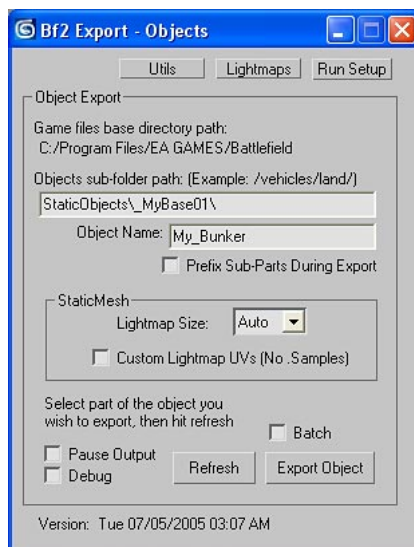 Bf2 Export - Objects
Utils Lightmaps Run Setup
Object Export
Game files base directory path:
C:/Program Files/EA GAMES/Battlefield
Objects sub-folder path: (Example: /vehicles/land/)
StaticObjects\_MyBase01\
Object Name: My_Bunker
Prefix Sub-Parts During Export
StaticMesh
Lightmap Size: Auto
Custom Lightmap UVs (No .Samples)
Select part of the object you
wish to export, then hit refresh
Batch
Pause Output
Debug
Refresh Export Object
Version: Tue 07/05/2005 03:07 AM